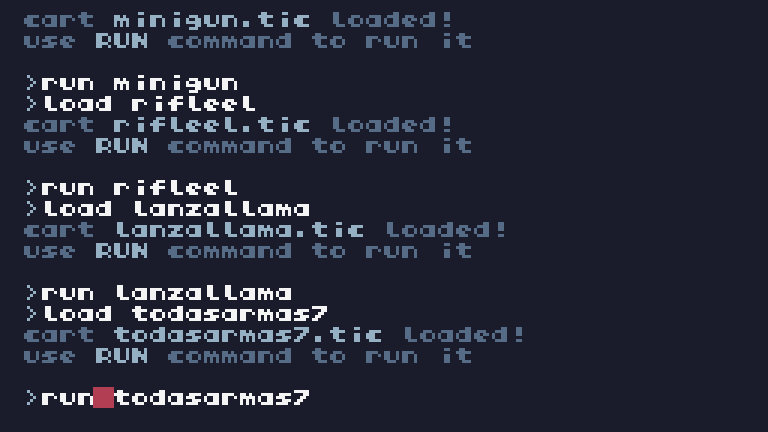 cart minigun.tic loaded!
use RUN command to run it
>run minigun
>load rifleel
cart rifleel.tic loaded!
use RUN command to run it
>run rifleel
>load lanzallama
cart lanzallama.tic loaded!
use RUN command to run it
>run lanzallama
>load todasarmas7
cart todasarmas7.tic loaded!
use RUN command to run it
>run todasarmas7